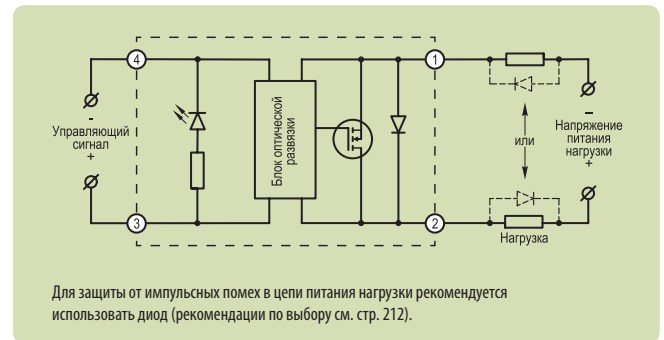 4
1
-
Управляющий
сигнал
+
Блок оптической
развязки
или
-
Напряжение
питания
нагрузки
+
3
2
Нагрузка
Для защиты от импульсных помех в цепи питания нагрузки рекомендуется
использовать диод (рекомендации по выбору см. стр. 212).